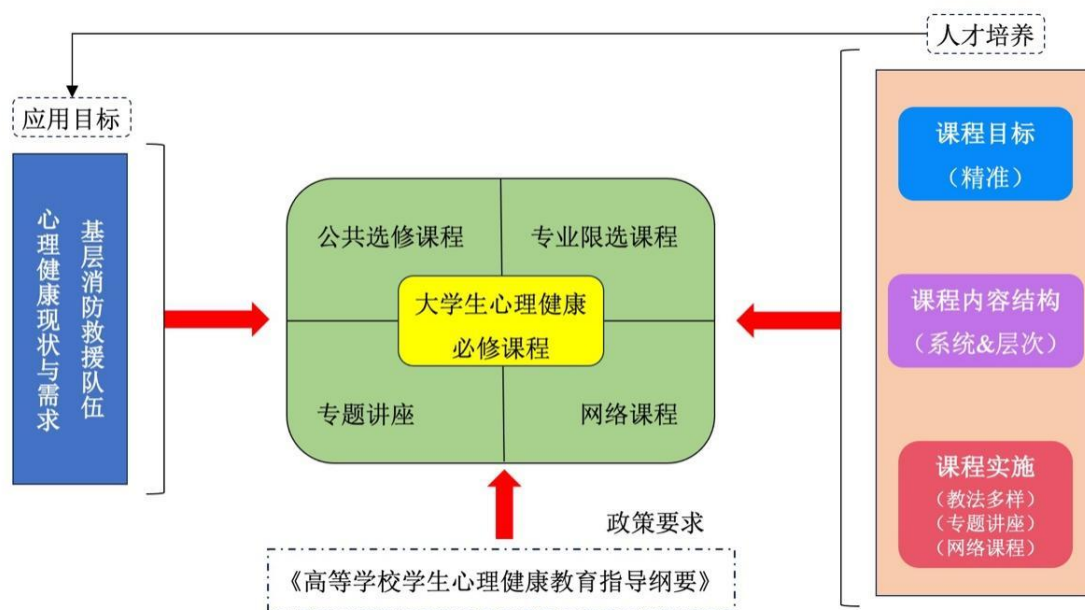 人才培养
应用目标
基层消防救援队伍
心理健康现状与需求
公共选修课程
专业限选课程
大学生心理健康
必修课程
专题讲座
网络课程
政策要求
《高等学校学生心理健康教育指导纲要》
课程目标
（精准）
课程内容结构
（系统&层次）
课程实施
（教法多样）
（专题讲座）
（网络课程）